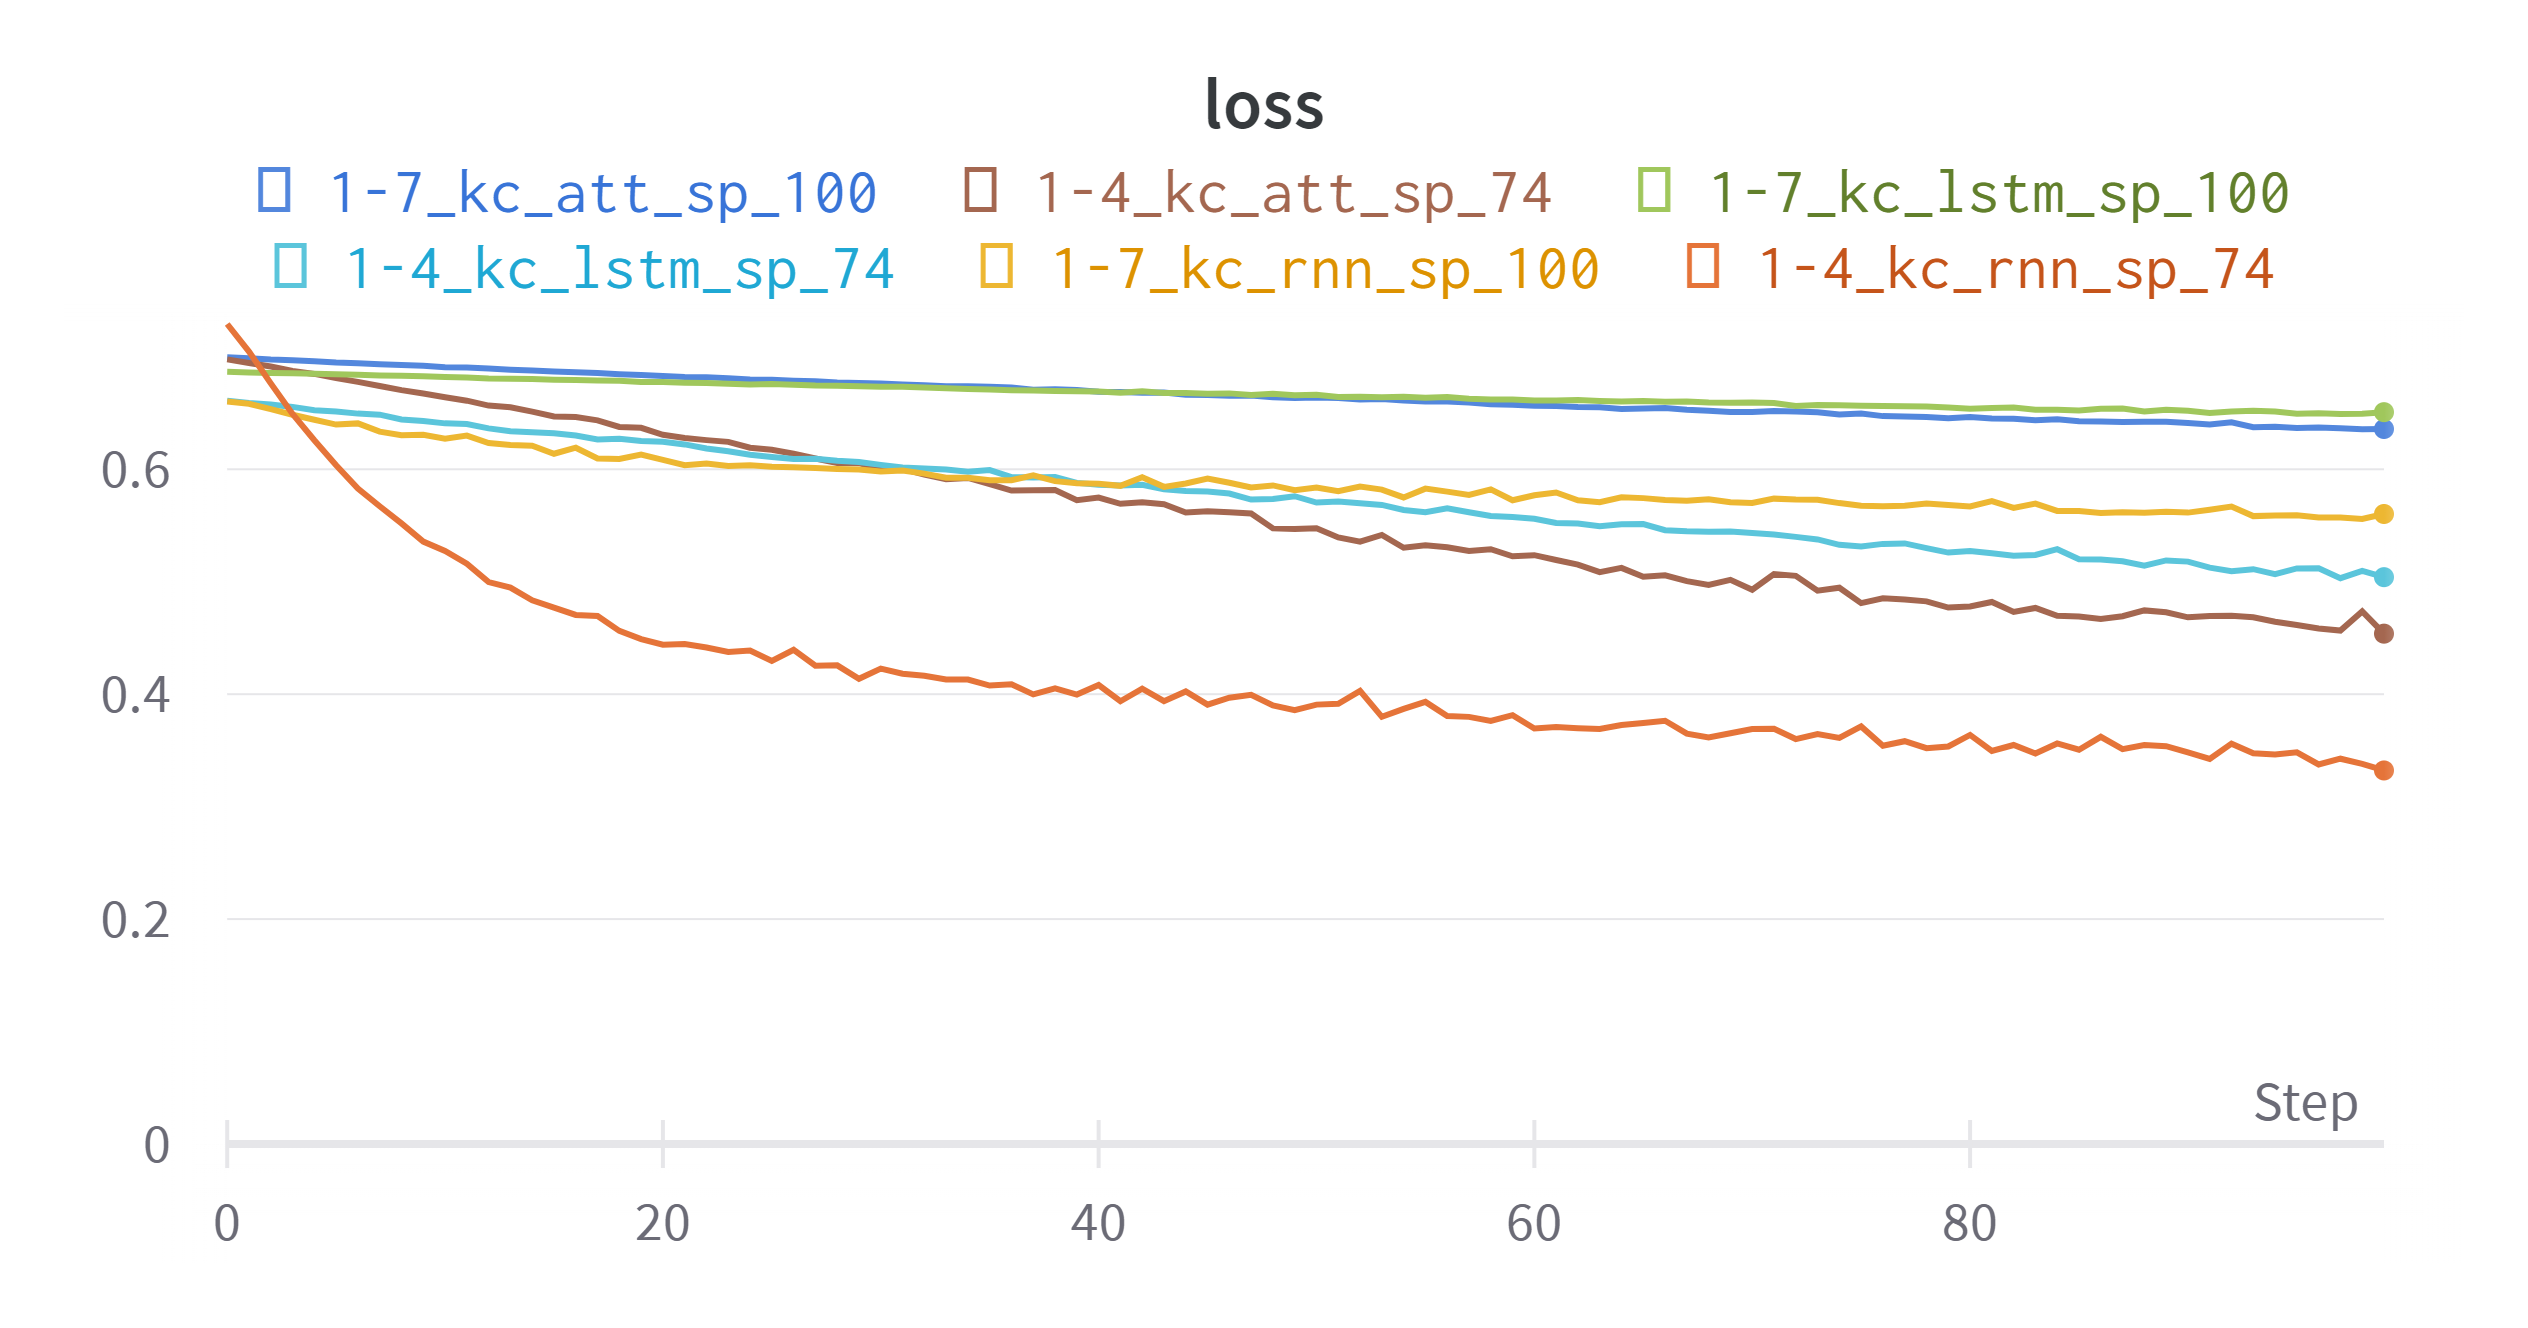 loss
1-7_kc_att_sp_100 1-4_kc_att_sp_74 1-7_kc_lstm_sp_100
1-4_kc_lstm_sp_74 1-7_kc_rnn_sp_100 1-4_kc_rnn_sp_74
0.6
0.4
0.2
Step
0
0 20 40 60 80